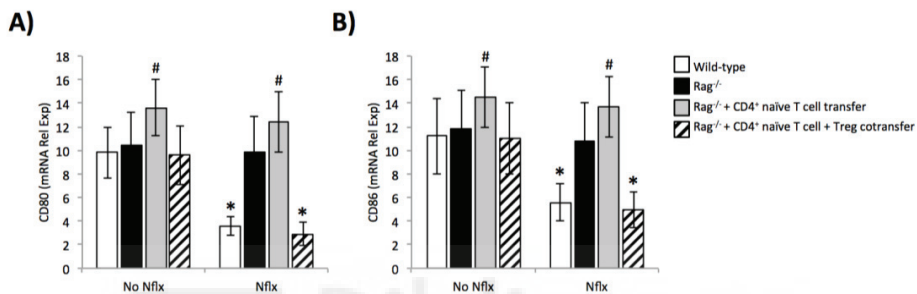 A)
CD80 (mRNA Rel Exp)
18
16
14
12
10
8
6
4
2
0
#
#
*
*
No Nflx
Nflx
B)
CD86 (mRNA Rel Exp)
18
16
14
12
10
8
6
4
2
0
#
#
*
*
No Nflx
Nflx
Wild-type
Rag-/-
Rag-/- + CD4+ naïve T cell transfer
Rag-/- + CD4+ naïve T cell + Treg cotransfer